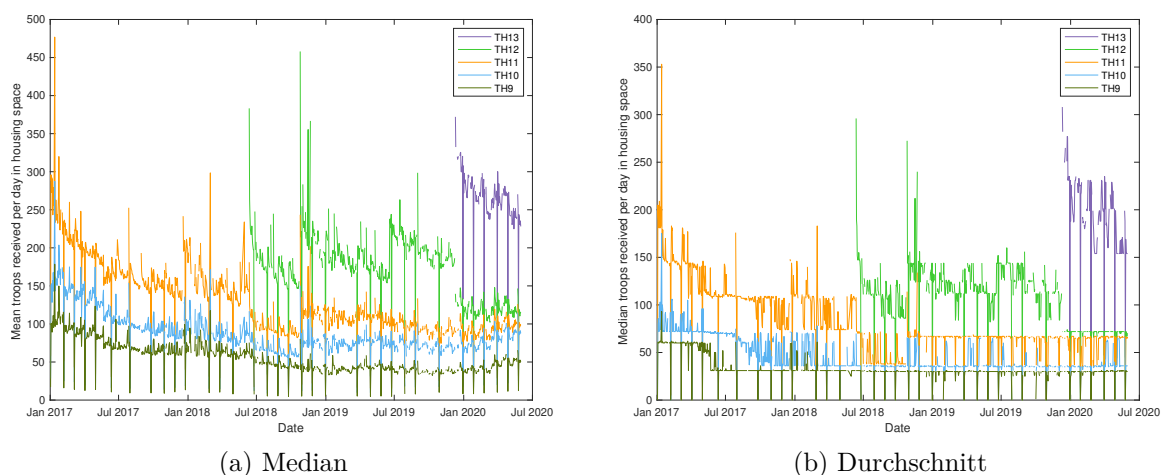 Mean troops received per day in housing space
500
450
400
350
300
250
200
150
100
50
0
TH13
TH12
TH11
TH10
TH9
Jan 2017 Jul 2017 Jan 2018 Jul 2018 Jan 2019 Jul 2019 Jan 2020 Jul 2020
Date
(a) Median
Median troops received per day in housing space
400
350
300
250
200
150
100
50
0
TH13
TH12
TH11
TH10
TH9
Jan 2017 Jul 2017 Jan 2018 Jul 2018 Jan 2019 Jul 2019 Jan 2020 Jul 2020
Date
(b) Durchschnitt